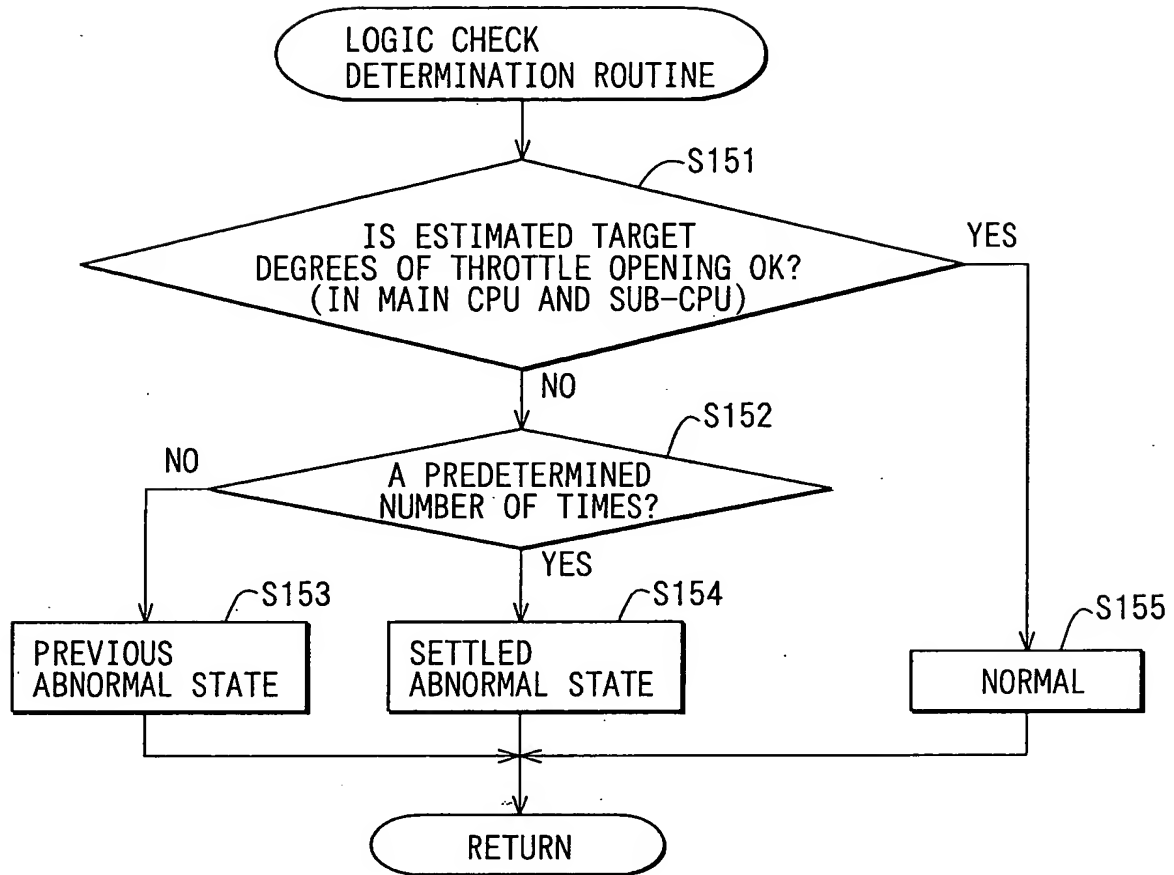 LOGIC CHECK
DETERMINATION ROUTINE
S151
IS ESTIMATED TARGET
DEGREES OF THROTTLE OPENING OK?
(IN MAIN CPU AND SUB-CPU)
YES
NO
S152
NO
A PREDETERMINED
NUMBER OF TIMES?
YES
S153
S154
S155
PREVIOUS
ABNORMAL STATE
SETTLED
ABNORMAL STATE
NORMAL
RETURN